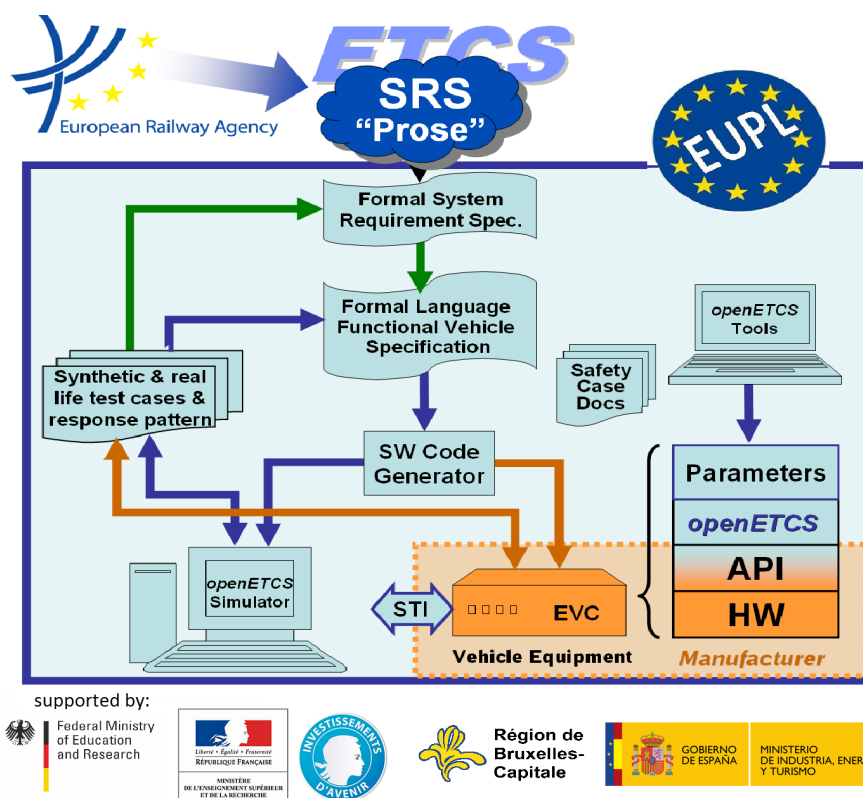 ETCS
SRS
“Prose”
European Railway Agency
EUPL
Formal System
Requirement Spec.
Formal Language
Functional Vehicle
Specification
openETCS
Tools
Synthetic & real
life test cases &
response pattern
Safety
Case
Docs
SW Code
Generator
Parameters
openETCS
API
HW
openETCS
Simulator
STI
EVC
Vehicle Equipment
Manufacturer
supported by:
Federal Ministry
of Education
and Research
Liberté • Égalité • Fraternité
RÉPUBLIQUE FRANÇAISE
MINISTÈRE
DE L'ENSEIGNEMENT SUPÉRIEUR
ET DE LA RECHERCHE
INVESTISSEMENTS
D'AVENIR
Région de
Bruxelles-
Capitale
GOBIERNO
DE ESPAÑA
MINISTERIO
DE INDUSTRIA, ENER
Y TURISMO